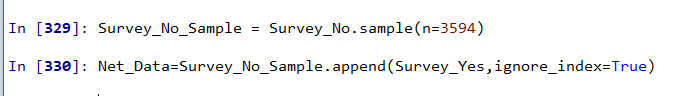 In [329]: Survey_No_Sample = Survey_No.sample(n=3594)
In [330]: Net_Data=Survey_No_Sample.append(Survey_Yes,ignore_index=True)